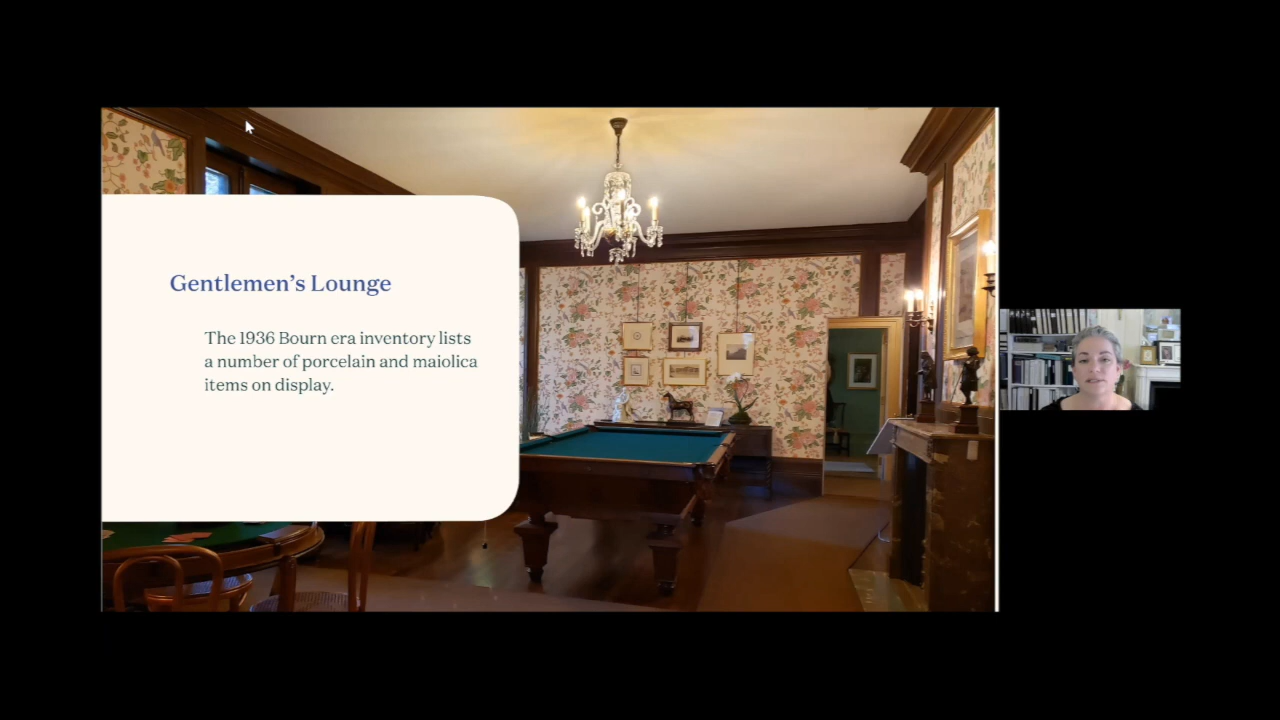 Gentlemen’s Lounge
The 1936 Bourn era inventory lists
a number of porcelain and maiolica
items on display.